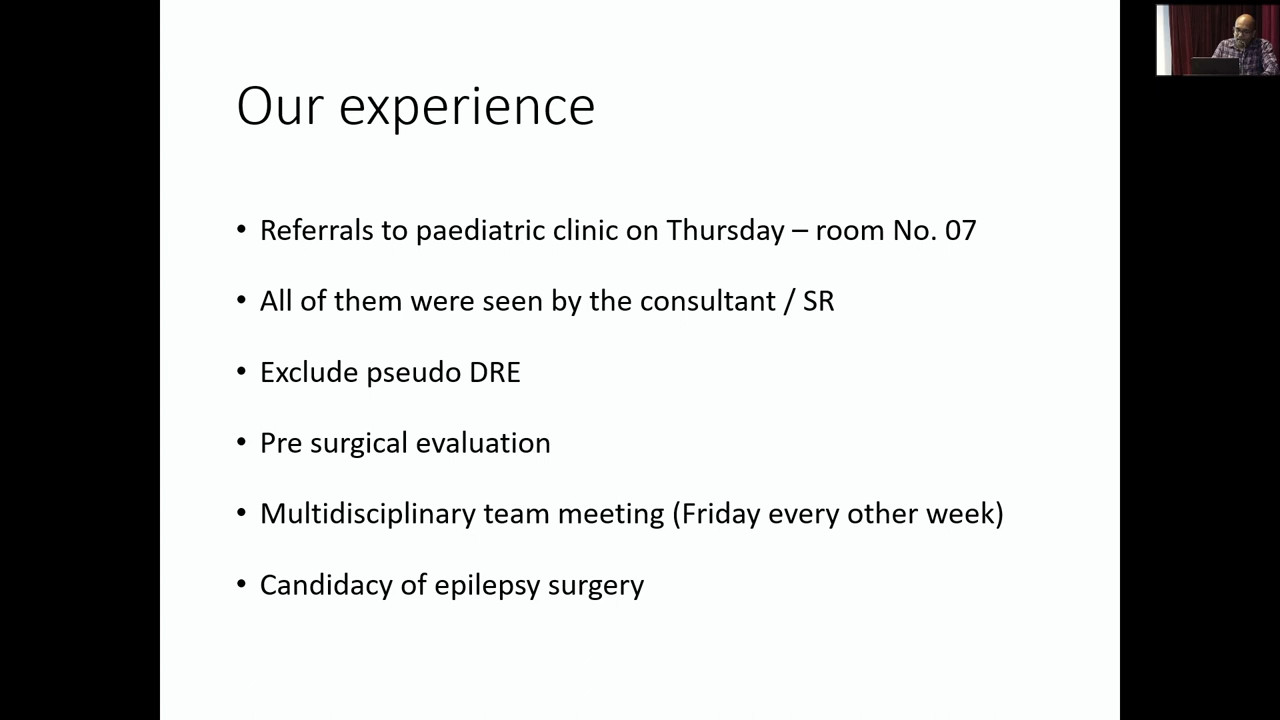 Our experience
• Referrals to paediatric clinic on Thursday – room No. 07
• All of them were seen by the consultant / SR
• Exclude pseudo DRE
• Pre surgical evaluation
• Multidisciplinary team meeting (Friday every other week)
• Candidacy of epilepsy surgery